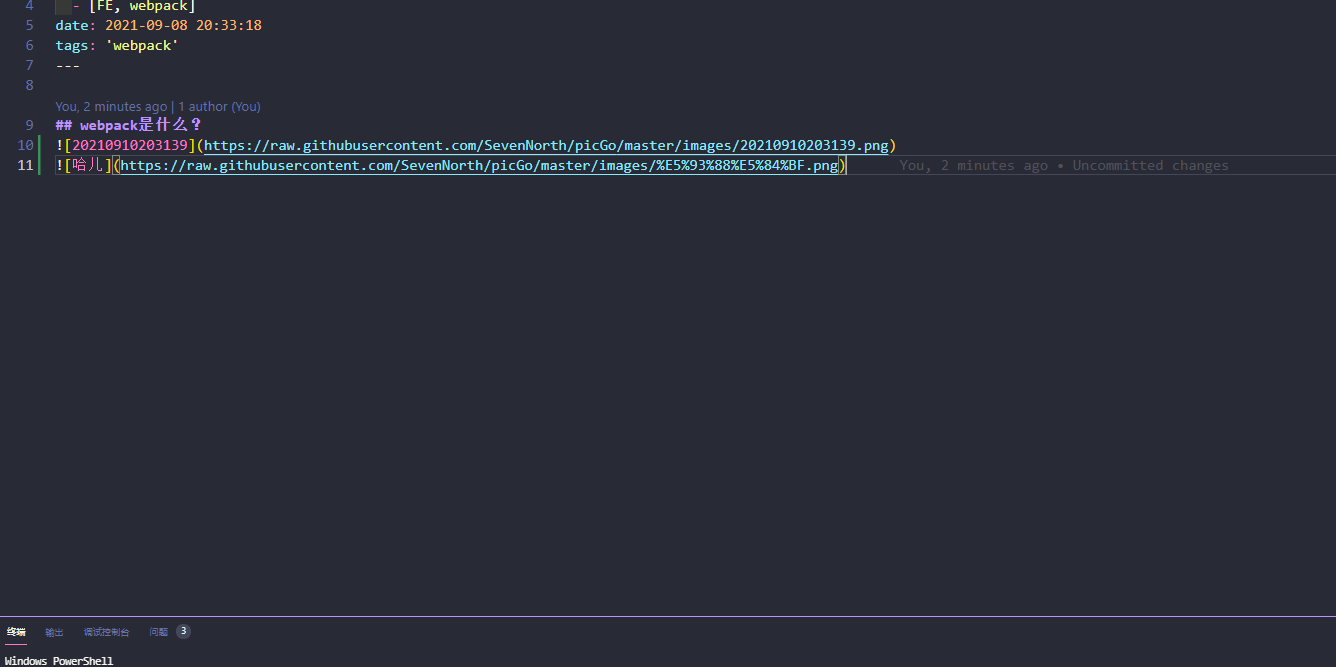 4 - [FE, webpack]
5 date: 2021-09-08 20:33:18
6 tags: 'webpack'
7 ---
8
You, 2 minutes ago | 1 author (You)
9 ## webpack是什么？
10 ![20210910203139](https://raw.githubusercontent.com/SevenNorth/picGo/master/images/20210910203139.png)
11 ![哈儿](https://raw.githubusercontent.com/SevenNorth/picGo/master/images/%E5%93%88%E5%84%BF.png) You, 2 minutes ago • Uncommitted changes
终端 输出 调试控制台 问题 3
Windows PowerShell